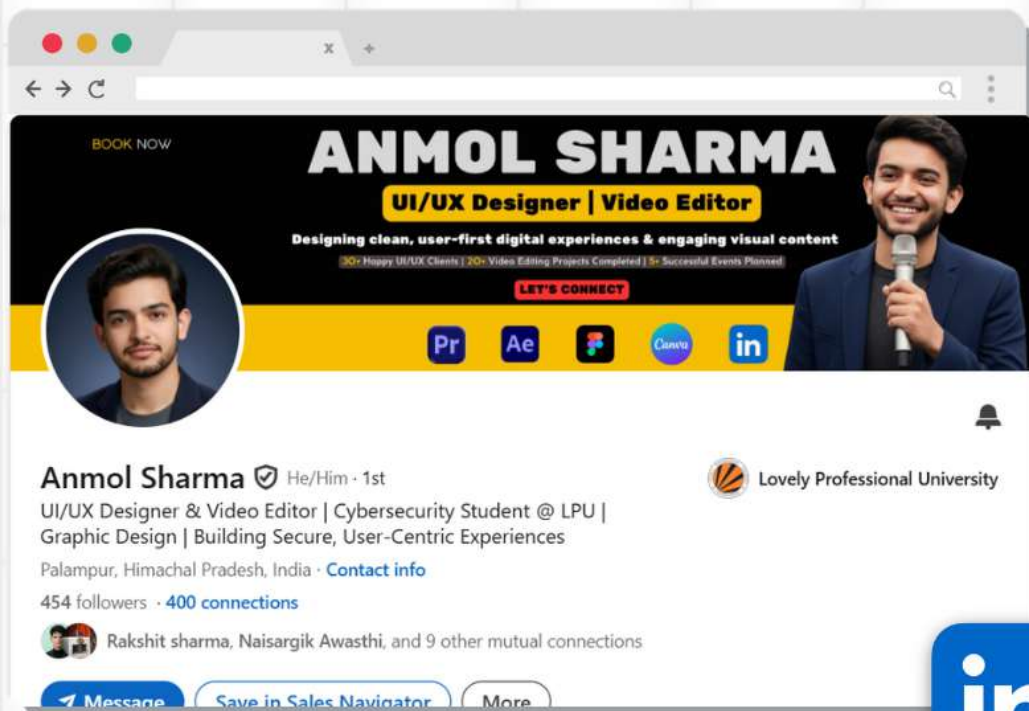 x +
BOOK NOW
ANMOL SHARMA
UI/UX Designer | Video Editor
Designing clean, user-first digital experiences & engaging visual content
30+ Happy UI/UX Clients | 20+ Video Editing Projects Completed | 5+ Successful Events Planned
LET'S CONNECT
Pr Ae Canva in
Anmol Sharma He/Him · 1st
Lovely Professional University
UI/UX Designer & Video Editor | Cybersecurity Student @ LPU |
Graphic Design | Building Secure, User-Centric Experiences
Palampur, Himachal Pradesh, India · Contact info
454 followers · 400 connections
Rakshit sharma, Naisargik Awasthi, and 9 other mutual connections
Message Save in Sales Navigator More
in